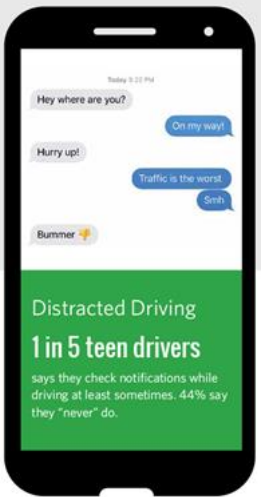 Today 5:22 PM
Hey where are you?
On my way!
Hurry up!
Traffic is the worst
Smh
Bummer 👎
Distracted Driving
1 in 5 teen drivers
says they check notifications while
driving at least sometimes. 44% say
they “never” do.